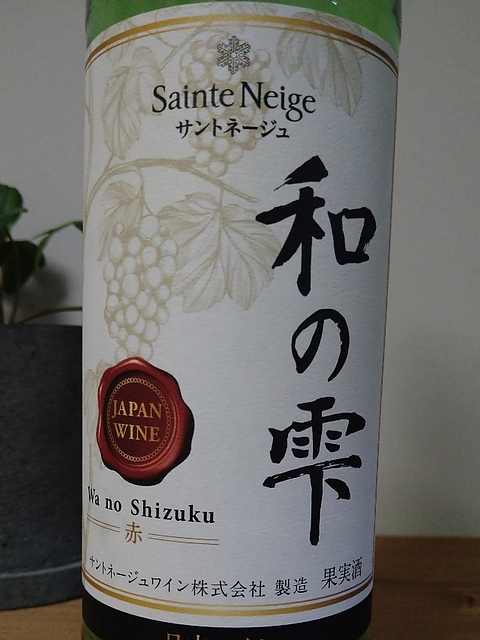 Sainte Neige
サントネージュ
和の雫
JAPAN
WINE
Wa no Shizuku
赤
サントネージュワイン株式会社 製造 果実酒